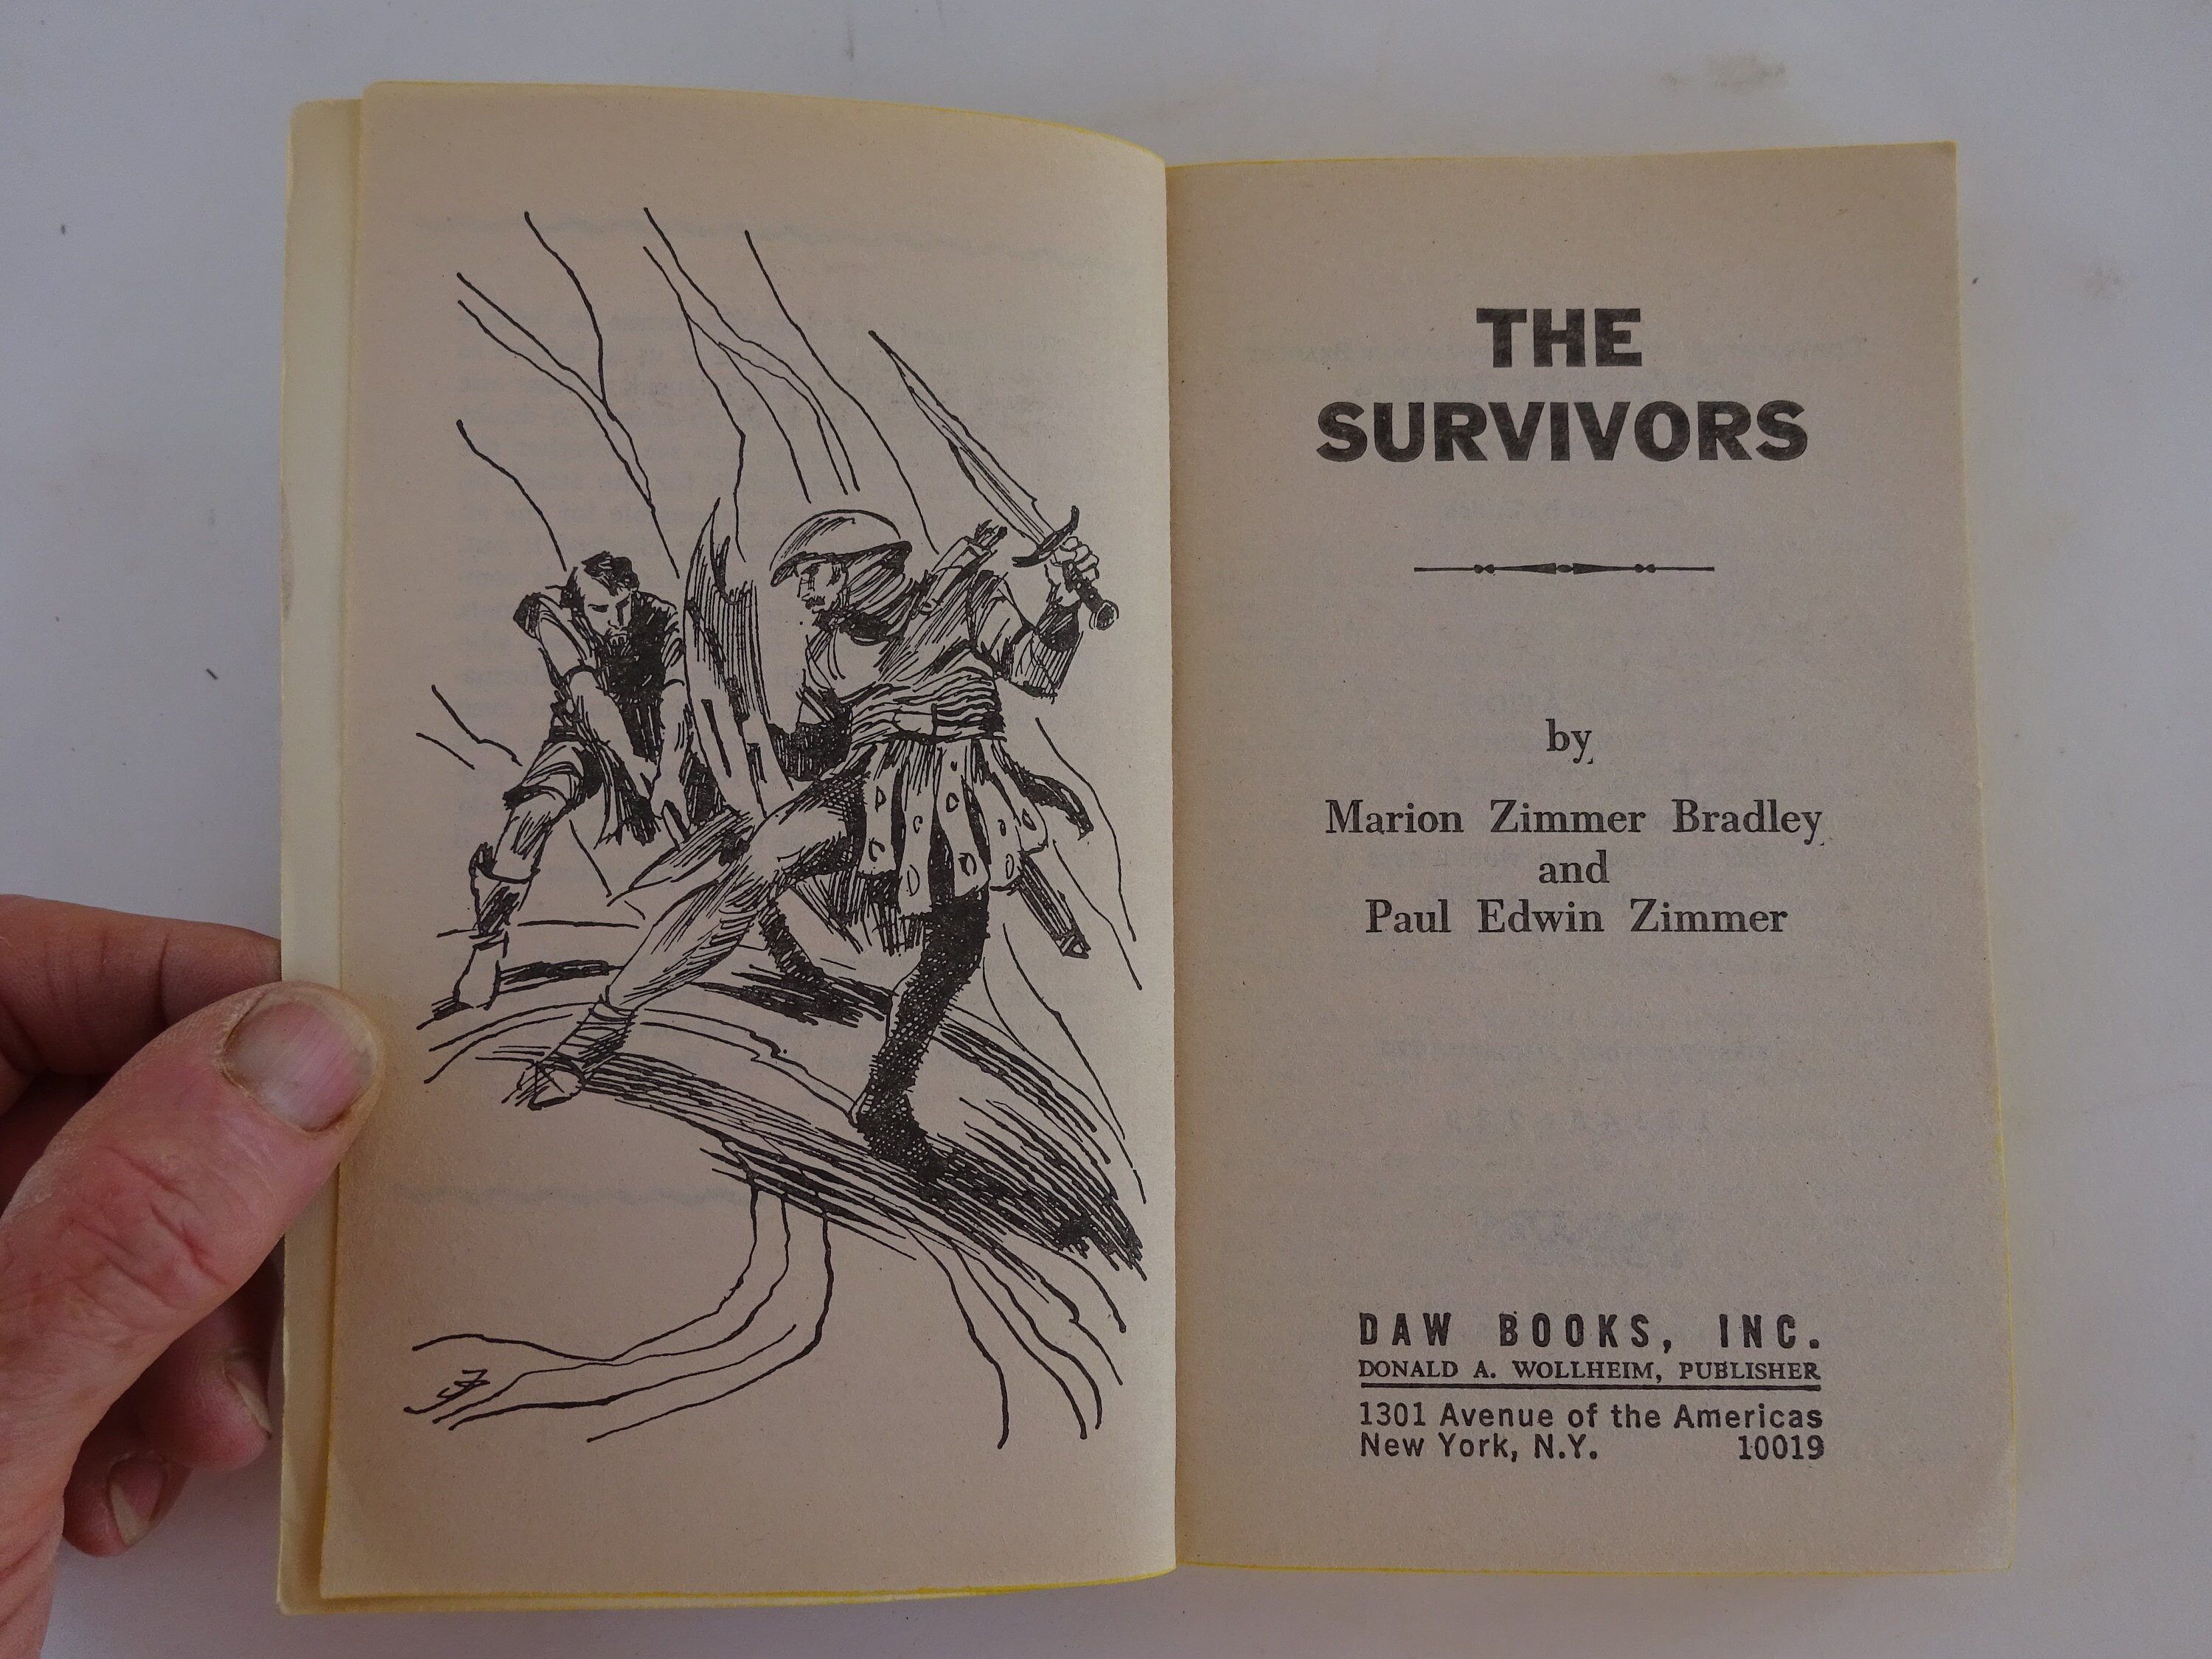 THE
SURVIVORS
by
Marion Zimmer Bradley
and
Paul Edwin Zimmer
DAW BOOKS, INC.
DONALD A. WOLLHEIM, PUBLISHER
1301 Avenue of the Americas
New York, N.Y. 10019